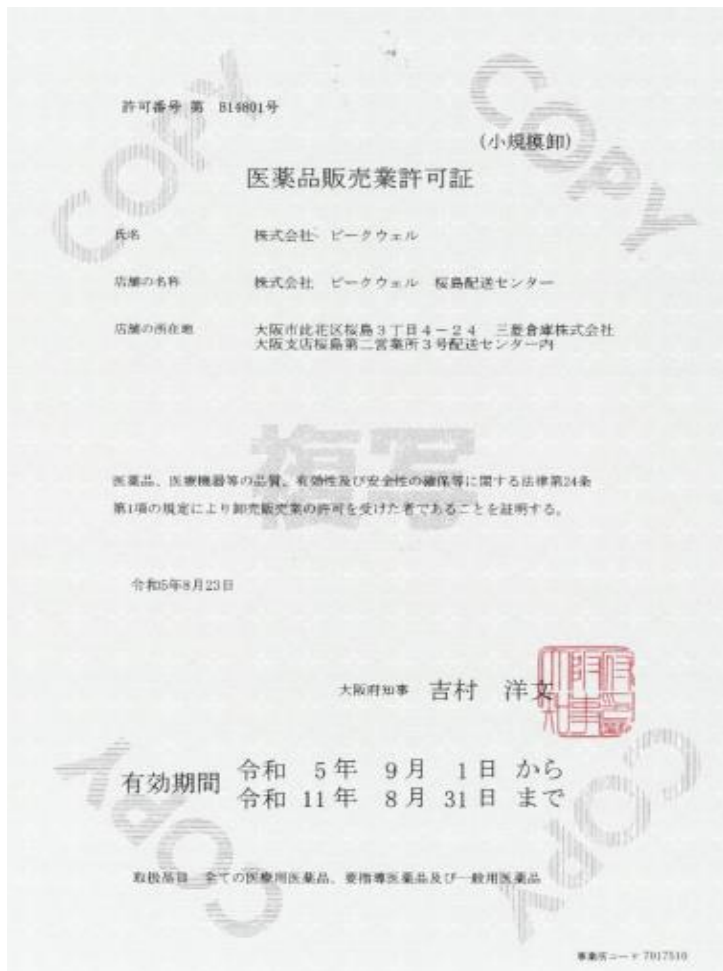 許可番号 第 B14801号
(小規模卸)
医薬品販売業許可証
氏名 株式会社 ピークウェル
店舗の名称 株式会社 ピークウェル 桜島配送センター
店舗の所在地 大阪市此花区桜島3丁目4-24 三菱倉庫株式会社
大阪支店桜島第二営業所3号配送センター内
複写
医薬品、医療機器等の品質、有効性及び安全性の確保等に関する法律第24条
第1項の規定により卸売販売業の許可を受けた者であることを証明する。
令和5年8月23日
大阪府知事 吉村 洋文
有効期間 令和 5年 9月 1日 から
令和 11年 8月 31日 まで
取扱品目 全ての医療用医薬品、要指導医薬品及び一般用医薬品
事業所コード 7017510
COPY
COPY
COPY
COPY